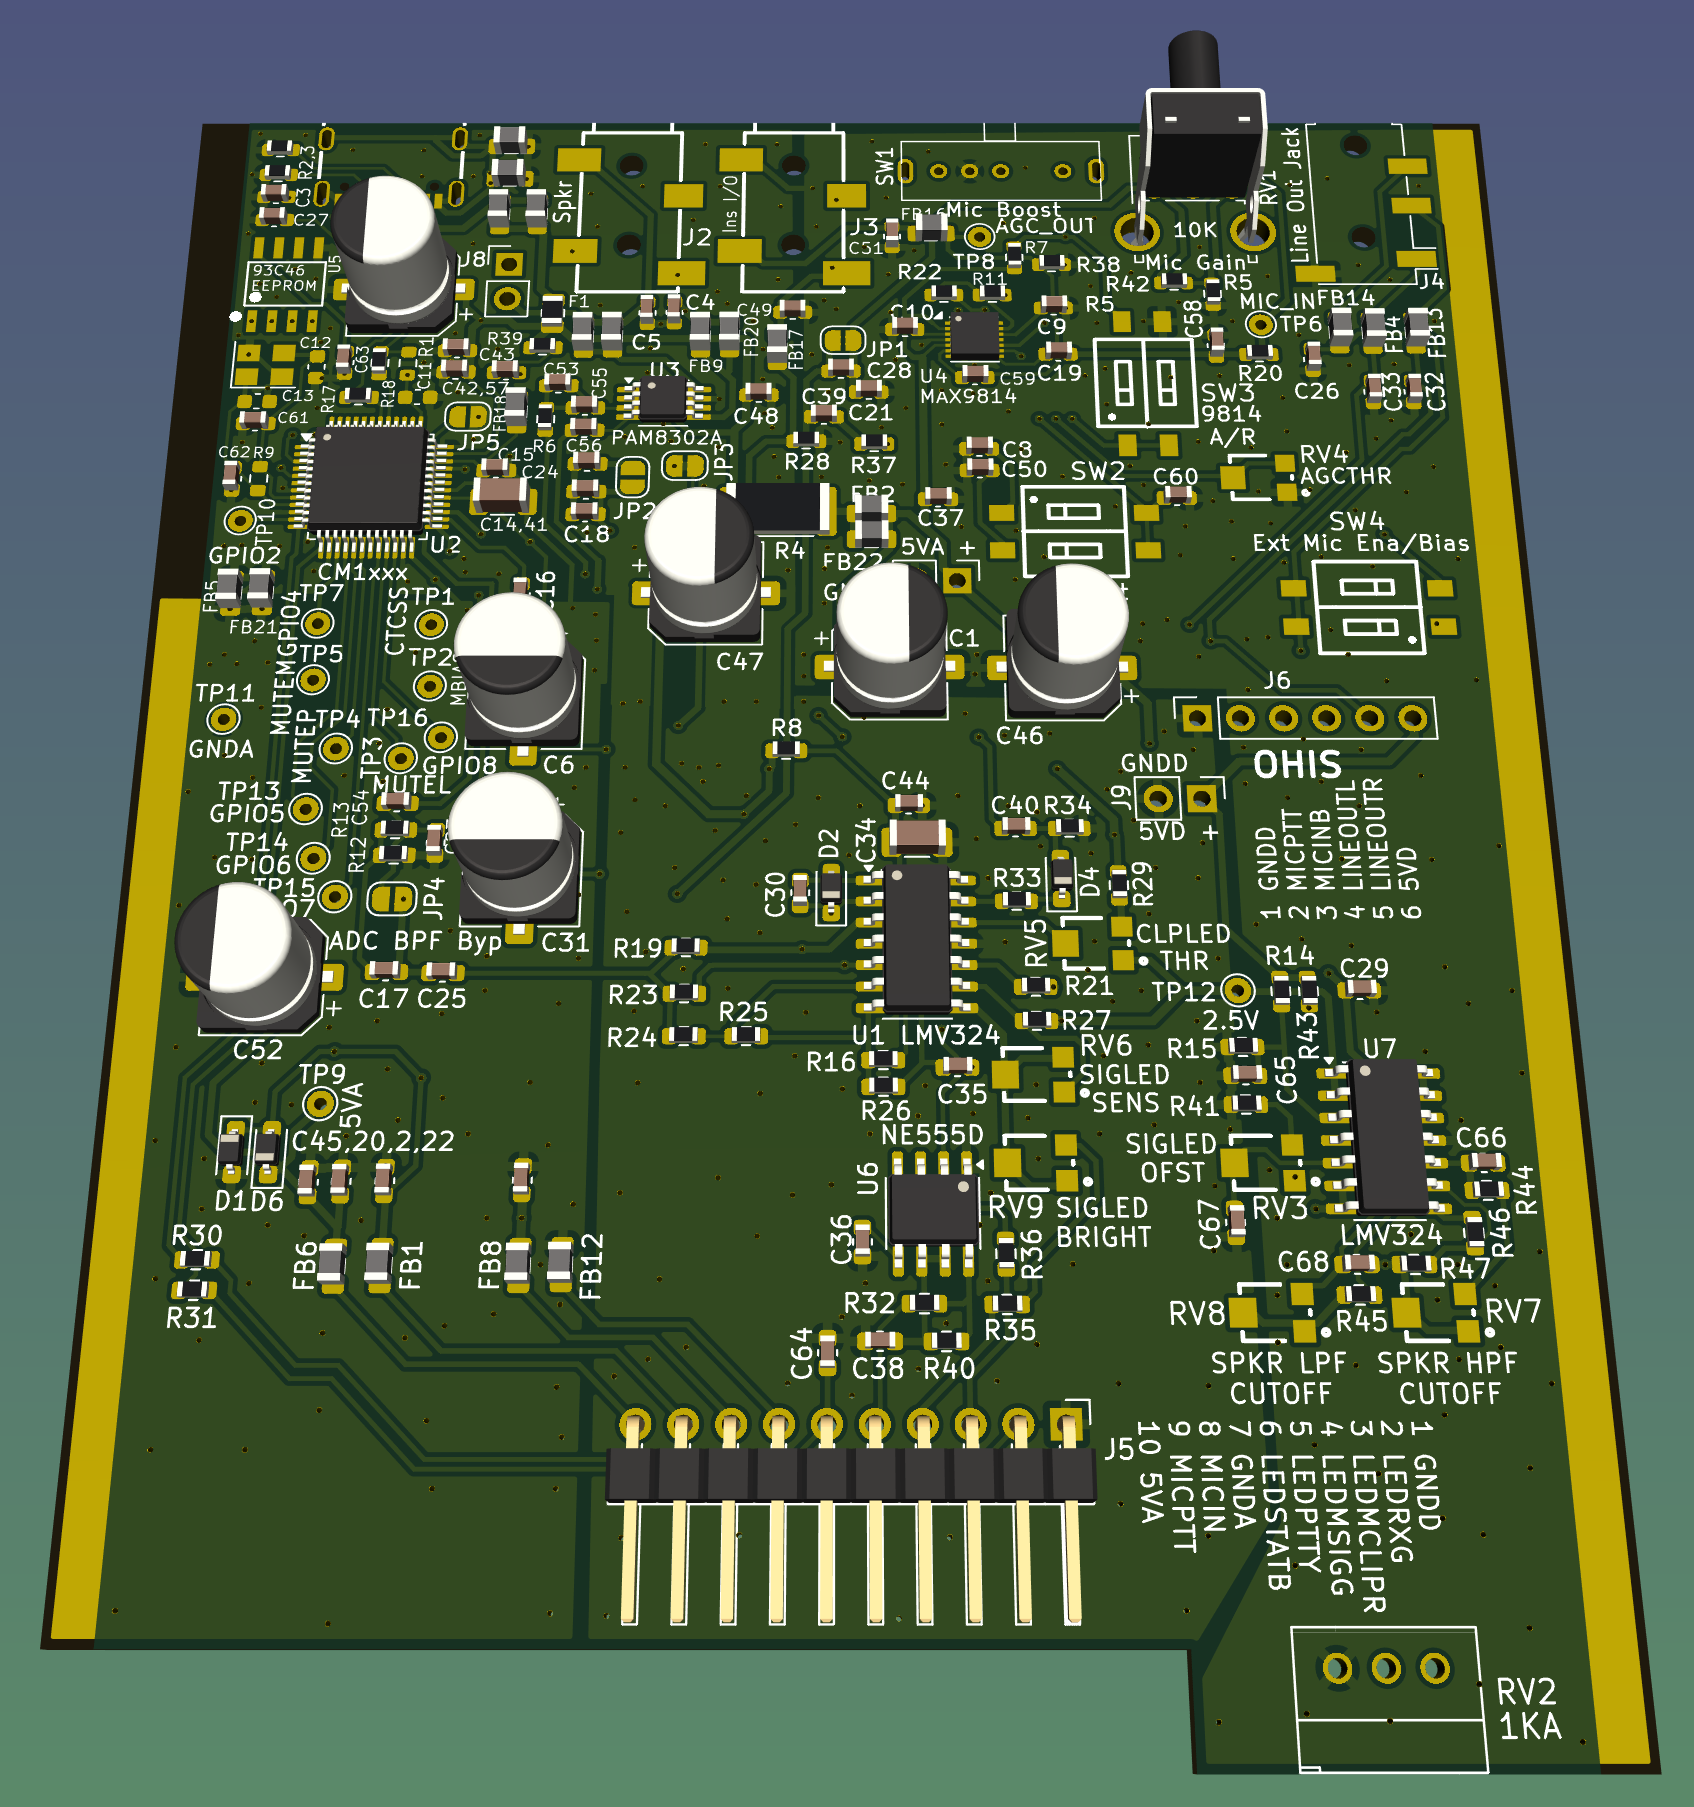 R2,3
C3
C27
93C46
EEPROM
U5
J8
+
Spkr
J2
Ins I/O
J3
SW1
Mic Boost
AGC_OUT
FB16
C51
TP8
R7
R38
R22
R11
C10
R42
10K
Mic Gain
RV1
Line Out Jack
J4
R5
R5
C58
MIC_IN
TP6
FB14
FB4
FB13
F1
C4
C5
C49
FB20
FB17
FB9
JP1
C28
C9
C19
C59
U4
MAX9814
R20
C26
C33
C32
SW3
9814
A/R
C12
C63
R18
R1
C11
R39
C43
C42,57
C53
C55
U3
PAM8302A
C48
C39
C21
C13
R17
C61
JP5
FB18
R6
C56
R28
R37
C3
C50
RV4
AGCTHR
C62
R9
C15
C24
C14,41
C18
JP2
JP3
R4
FB2
FB22
C37
SW2
C60
SW4
Ext Mic Ena/Bias
TP10
GPIO2
U2
CM1xxx
FB5
FB21
5VA
+
C16
TP7
GPIO4
TP1
CTCSS
TP5
MUTEM
TP2
+
C47
+
C1
C46
+
J6
TP11
GNDA
TP4
MUTEP
TP16
TP3
GPIO8
MUTEL
C6
R8
GNDD
J9
5VD
+
OHIS
1 GNDD
2 MICPTT
3 MICINB
4 LINEOUTL
5 LINEOUTR
6 5VD
TP13
GPIO5
R13
C54
TP14
GPIO6
R12
TP15
JP4
C44
C34
D2
C30
C40
R34
R33
D4
R29
RV5
CLPLED
THR
ADC BPF Byp
C31
C17
C25
C52
+
R19
R23
R24
R25
U1
LMV324
R21
R27
TP12
2.5V
R14
R43
C29
R16
R26
C35
RV6
SIGLED
SENS
R15
C65
R41
U7
LMV324
TP9
5VA
C45,20,2,22
D1
D6
NE555D
U6
RV9
SIGLED
BRIGHT
SIGLED
OFST
RV3
C67
C66
R44
R46
R30
R31
FB6
FB1
FB8
FB12
C36
R36
R32
R35
C64
C38
R40
C68
R47
R45
RV8
RV7
SPKR LPF
CUTOFF
SPKR HPF
CUTOFF
J5
1 GNDD
2 LEDRXG
3 LEDMCLIPR
4 LEDMSIGG
5 LEDPTTY
6 LEDSTATB
7 GNDA
8 MICIN
9 MICPTT
10 5VA
RV2
1KA